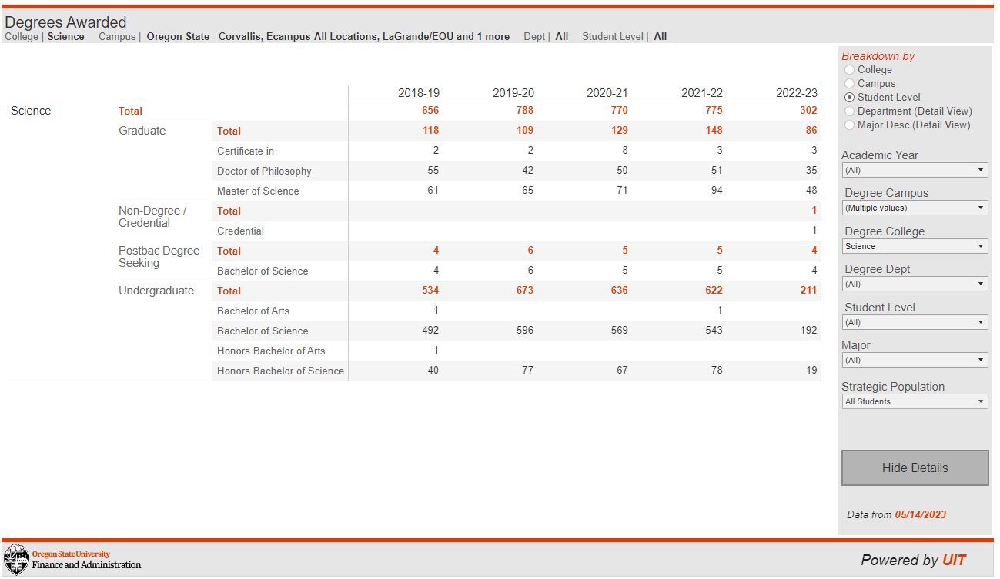 Degrees Awarded
College | Science Campus | Oregon State - Corvallis, Ecampus-All Locations, LaGrande/EOU and 1 more Dept | All Student Level | All
2018-19 2019-20 2020-21 2021-22 2022-23
Science Total 656 788 770 775 302
Graduate Total 118 109 129 148 86
Certificate in 2 2 8 3 3
Doctor of Philosophy 55 42 50 51 35
Master of Science 61 65 71 94 48
Non-Degree / Credential Total 1
Credential 1
Postbac Degree Seeking Total 4 6 5 5 4
Bachelor of Science 4 6 5 5 4
Undergraduate Total 534 673 636 622 211
Bachelor of Arts 1 1
Bachelor of Science 492 596 569 543 192
Honors Bachelor of Arts 1
Honors Bachelor of Science 40 77 67 78 19
Breakdown by
College
Campus
Student Level
Department (Detail View)
Major Desc (Detail View)
Academic Year
(All)
Degree Campus
(Multiple values)
Degree College
Science
Degree Dept
(All)
Student Level
(All)
Major
(All)
Strategic Population
All Students
Hide Details
Data from 05/14/2023
Oregon State University
Finance and Administration
Powered by UIT